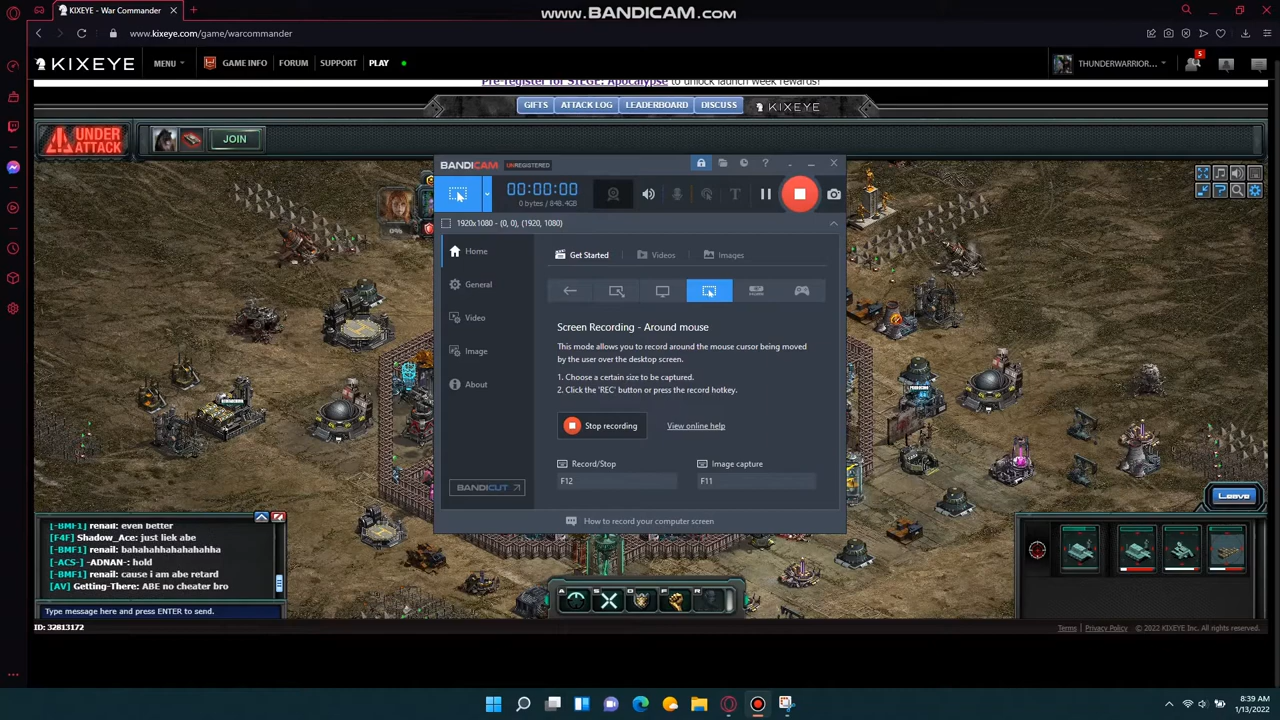 www.BANDICAM.com
KIXEYE - War Commander
www.kixeye.com/game/warcommander
KIXEYE
MENU
GAME INFO
FORUM
SUPPORT
PLAY
THUNDERWARRIOR...
5
Pre-register for SIEGE: Apocalypse to unlock launch week rewards!
GIFTS
ATTACK LOG
LEADERBOARD
DISCUSS
KIXEYE
UNDER
ATTACK
JOIN
0%
BANDICAM
UNREGISTERED
00:00:00
0 bytes / 848.4GB
1920x1080 - (0, 0), (1920, 1080)
Home
General
Video
Image
About
BANDICUT
Get Started
Videos
Images
Screen Recording - Around mouse
This mode allows you to record around the mouse cursor being moved
by the user over the desktop screen.
1. Choose a certain size to be captured.
2. Click the 'REC' button or press the record hotkey.
Stop recording
View online help
Record/Stop
Image capture
F12
F11
How to record your computer screen
Leave
[-BMF1] renail: even better
[F4F] Shadow_Ace: just liek abe
[-BMF1] renail: bahahahhahahahahha
[-ACS-] -ADNAN-: hold
[-BMF1] renail: cause i am abe retard
[AV] Getting-There: ABE no cheater bro
Type message here and press ENTER to send.
A
S
D
F
R
ID: 32813172
Terms
Privacy Policy
© 2022 KIXEYE Inc. All rights reserved.
8:39 AM
1/13/2022